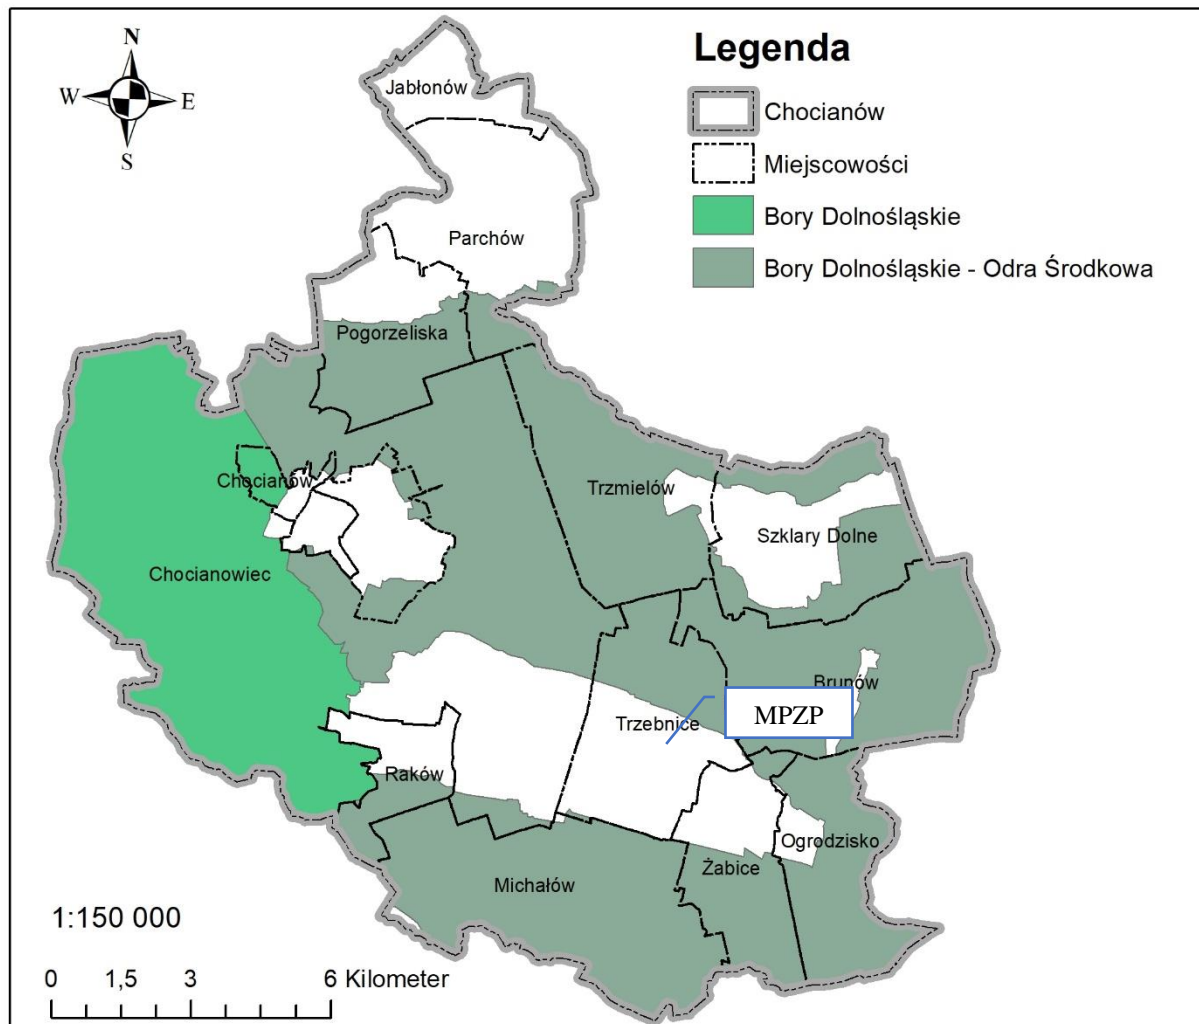 N
W
E
S
Legenda
Chocianów
Miejscowości
Bory Dolnośląskie
Bory Dolnośląskie - Odra Środkowa
Jabłonów
Parchów
Pogorzeliska
Chocianów
Trzmielów
Szklary Dolne
Chocianowiec
Brunów
MPZP
Trzebnice
Raków
Ogrodzisko
Żabice
Michałów
1:150 000
0 1,5 3 6 Kilometer